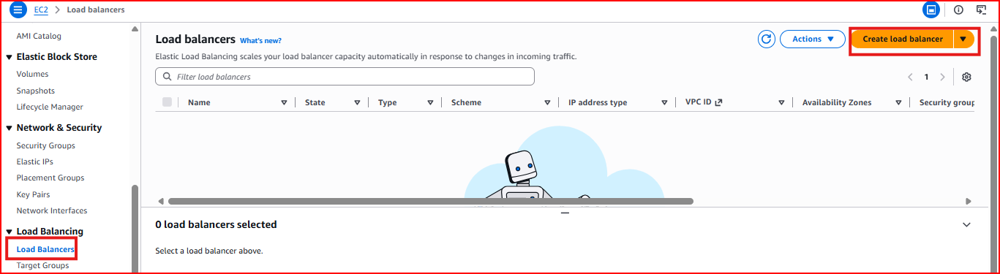 EC2 > Load balancers
AMI Catalog
Elastic Block Store
Volumes
Snapshots
Lifecycle Manager
Network & Security
Security Groups
Elastic IPs
Placement Groups
Key Pairs
Network Interfaces
Load Balancing
Load Balancers
Target Groups
Load balancers What's new?
Actions
Create load balancer
Elastic Load Balancing scales your load balancer capacity automatically in response to changes in incoming traffic.
Filter load balancers
1
Name State Type Scheme IP address type VPC ID Availability Zones Security group
0 load balancers selected
Select a load balancer above.